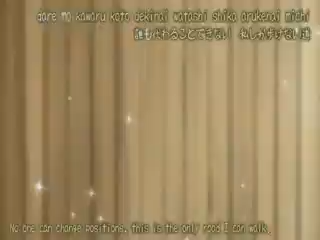 dare mo kawaru koto dekinai watashi shika arukenai michi
誰も代わることできない 私しか歩けない道
No one can change positions, this is the only road I can walk.